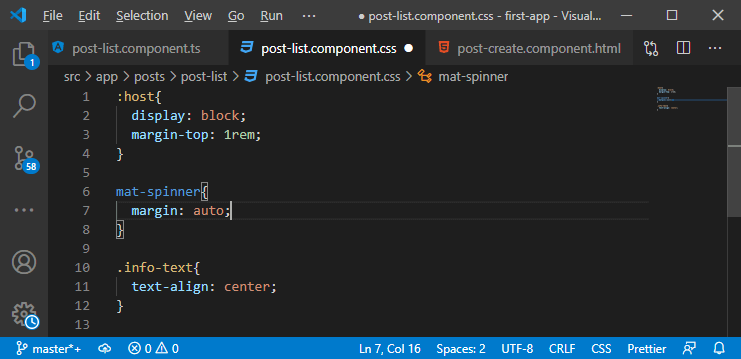 File Edit Selection View Go Run ··· ● post-list.component.css - first-app - Visual...
post-list.component.ts post-list.component.css ● post-create.component.html ···
src > app > posts > post-list > post-list.component.css > mat-spinner
1 :host{
2 display: block;
3 margin-top: 1rem;
4 }
5
6 mat-spinner{
7 margin: auto;
8 }
9
10 .info-text{
11 text-align: center;
12 }
13
1
58
master*+ 0 0 Ln 7, Col 16 Spaces: 2 UTF-8 CRLF CSS Prettier